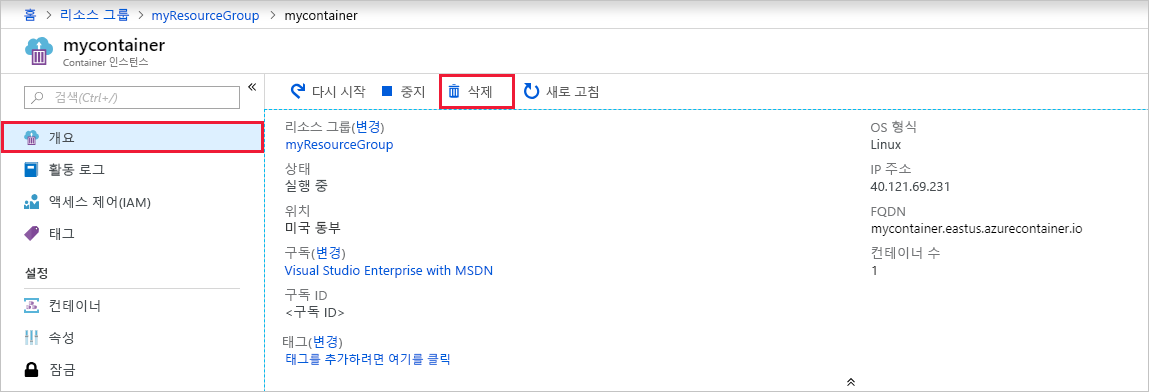 홈 > 리소스 그룹 > myResourceGroup > mycontainer
mycontainer
Container 인스턴스
검색(Ctrl+/)
개요
활동 로그
액세스 제어(IAM)
태그
설정
컨테이너
속성
잠금
다시 시작 중지 삭제 새로 고침
리소스 그룹(변경)
myResourceGroup
상태
실행 중
위치
미국 동부
구독(변경)
Visual Studio Enterprise with MSDN
구독 ID
<구독 ID>
태그(변경)
태그를 추가하려면 여기를 클릭
OS 형식
Linux
IP 주소
40.121.69.231
FQDN
mycontainer.eastus.azurecontainer.io
컨테이너 수
1